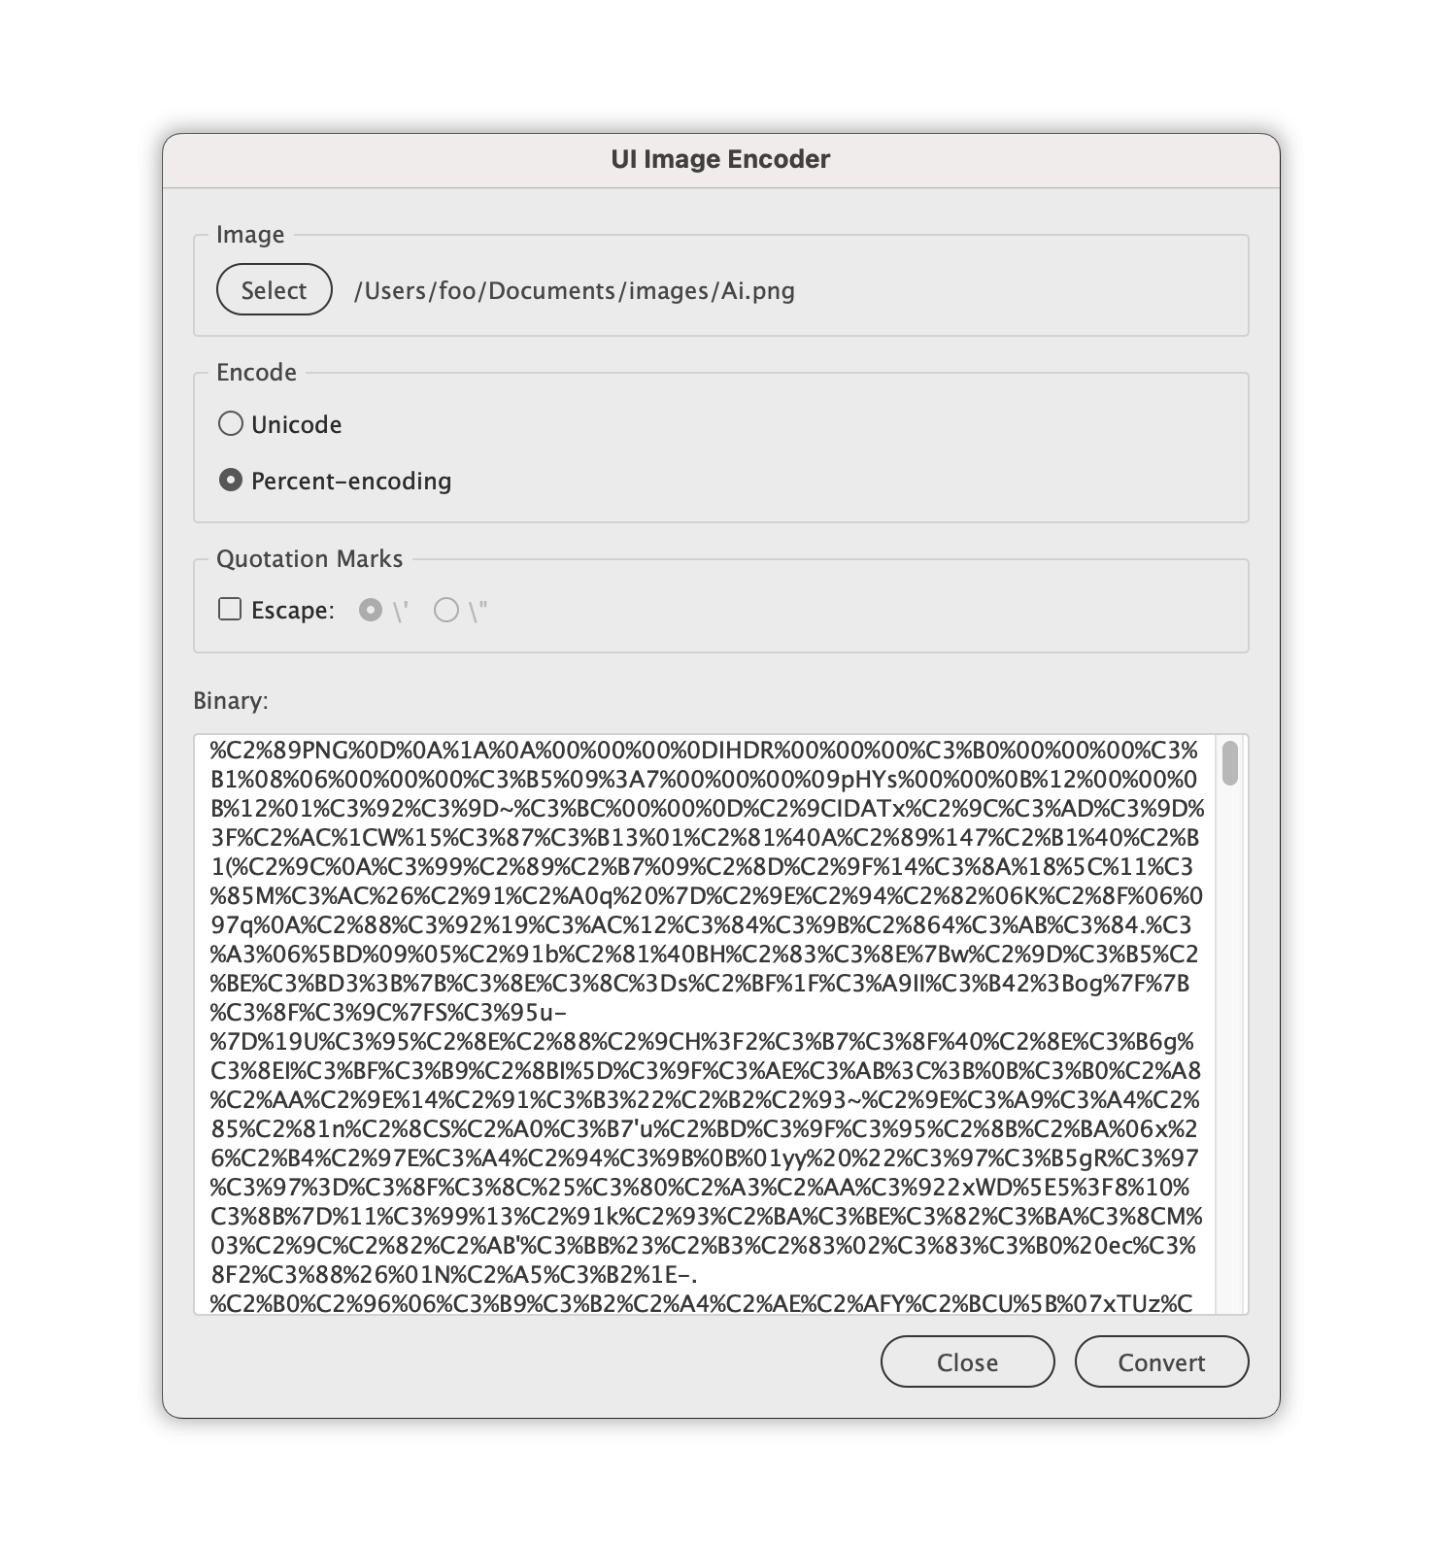 UI Image Encoder
Image
Select
/Users/foo/Documents/images/Ai.png
Encode
Unicode
Percent-encoding
Quotation Marks
Escape:
\'
\"
Binary:
%C2%89PNG%0D%0A%1A%0A%00%00%00%0DIHDR%00%00%00%C3%B0%00%00%00%C3%
B1%08%06%00%00%00%C3%B5%09%3A7%00%00%00%09pHYs%00%00%0B%12%00%00%0
B%12%01%C3%92%C3%9D~%C3%BC%00%00%0D%C2%9CIDATx%C2%9C%C3%AD%C3%9D%
3F%C2%AC%1CW%15%C3%87%C3%B13%01%C2%81%40A%C2%89%147%C2%B1%40%C2%B
1(%C2%9C%0A%C3%99%C2%89%C2%B7%09%C2%8D%C2%9F%14%C3%8A%18%5C%11%C3
%85M%C3%AC%26%C2%91%C2%A0q%20%7D%C2%9E%C2%94%C2%82%06K%C2%8F%06%0
97q%0A%C2%88%C3%92%19%C3%AC%12%C3%84%C3%9B%C2%864%C3%AB%C3%84.%C3
%A3%06%5BD%09%05%C2%91b%C2%81%40BH%C2%83%C3%8E%7Bw%C2%9D%C3%B5%C2
%BE%C3%BD3%3B%7B%C3%8E%C3%8C%3Ds%C2%BF%1F%C3%A9II%C3%B42%3Bog%7F%7B
%C3%8F%C3%9C%7FS%C3%95u-
%7D%19U%C3%95%C2%8E%C2%88%C2%9CH%3F2%C3%B7%C3%8F%40%C2%8E%C3%B6g%
C3%8EI%C3%BF%C3%B9%C2%8BI%5D%C3%9F%C3%AE%C3%AB%3C%3B%0B%C3%B0%C2%A8
%C2%AA%C2%9E%14%C2%91%C3%B3%22%C2%B2%C2%93~%C2%9E%C3%A9%C3%A4%C2%
85%C2%81n%C2%8CS%C2%A0%C3%B7'u%C2%BD%C3%9F%C3%95%C2%8B%C2%BA%06x%2
6%C2%B4%C2%97E%C3%A4%C2%94%C3%9B%0B%01yy%20%22%C3%97%C3%B5gR%C3%97
%C3%97%3D%C3%8F%C3%8C%25%C3%80%C2%A3%C2%AA%C3%922xWD%5E5%3F8%10%
C3%8B%7D%11%C3%99%13%C2%91k%C2%93%C2%BA%C3%BE%C3%82%C3%BA%C3%8CM%
03%C2%9C%C2%82%C2%AB'%C3%BB%23%C2%B3%C2%83%02%C3%83%C3%B0%20ec%C3%
8F2%C3%88%26%01N%C2%A5%C3%B2%1E-.
%C2%B0%C2%96%06%C3%B9%C3%B2%C2%A4%C2%AE%C2%AFY%C2%BCU%5B%07xTUz%C
Close
Convert